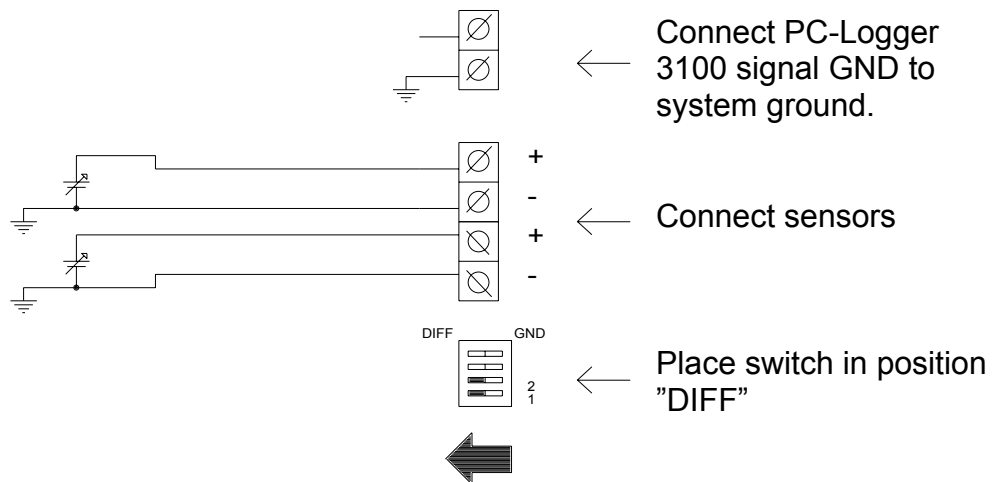 Connect PC-Logger
3100 signal GND to
system ground.
+
-
+
-
Connect sensors
DIFF GND
2
1
Place switch in position
”DIFF”